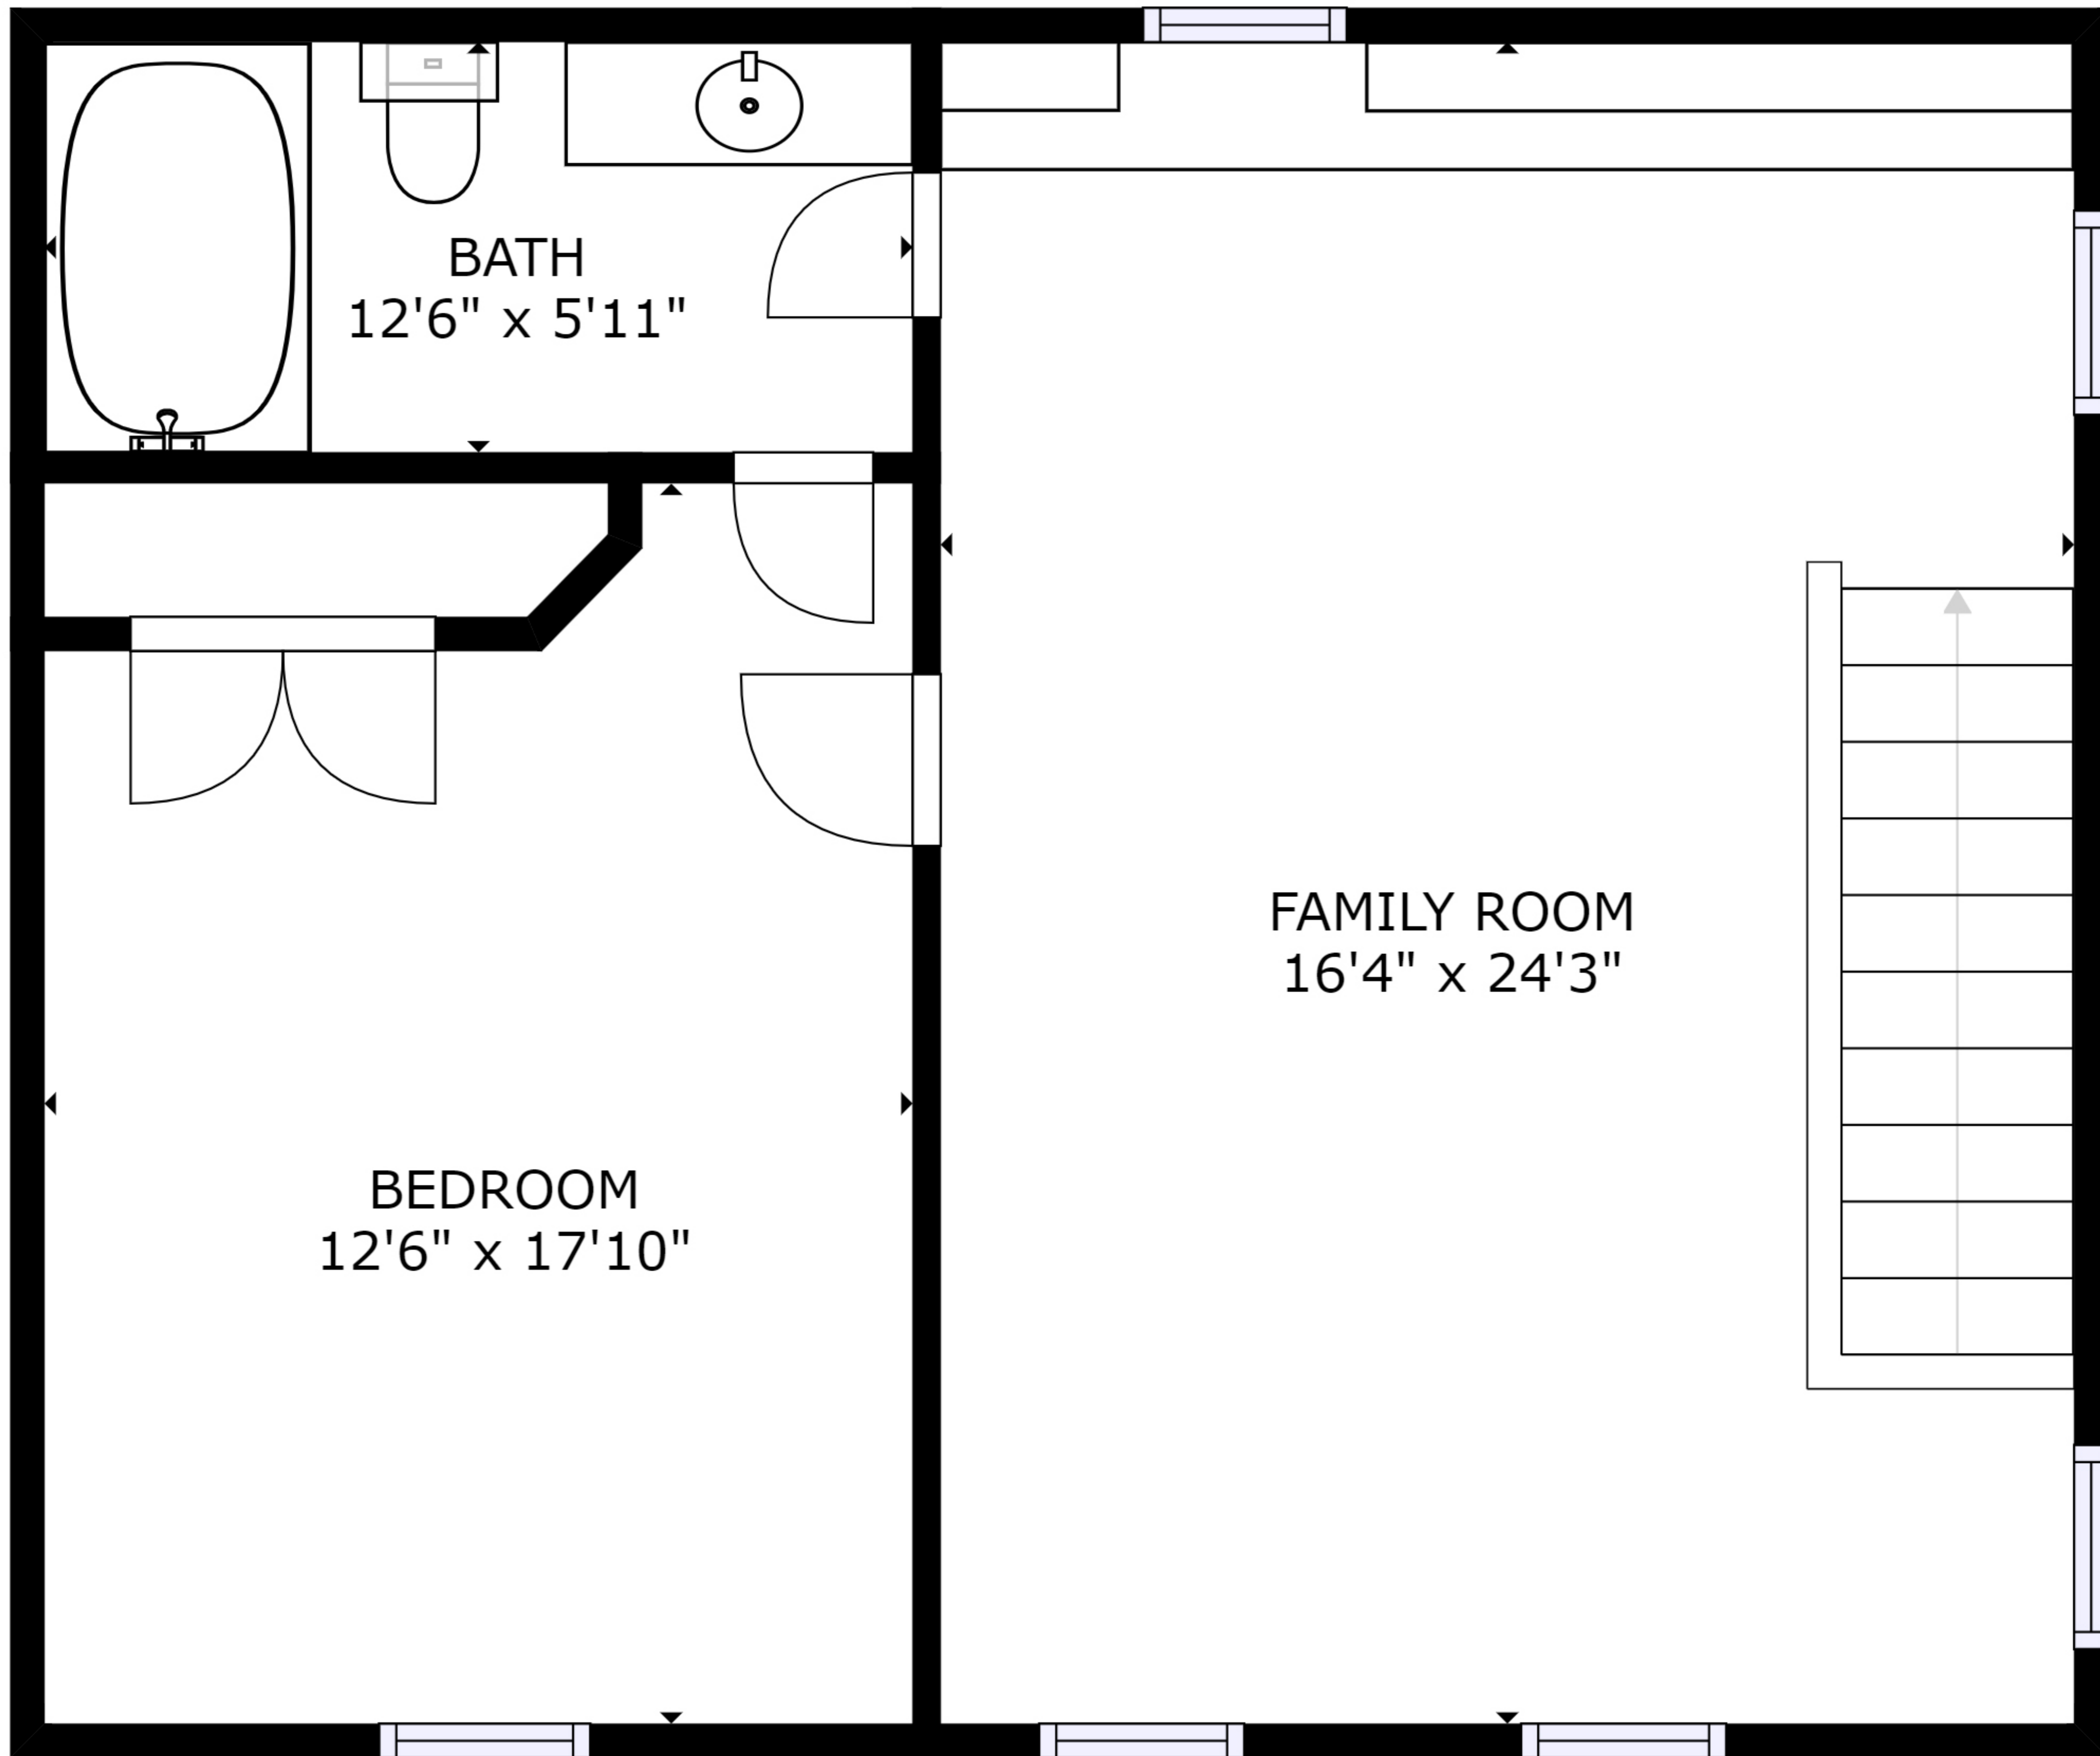 BATH
12'6" x 5'11"
FAMILY ROOM
16'4" x 24'3"
BEDROOM
12'6" x 17'10"